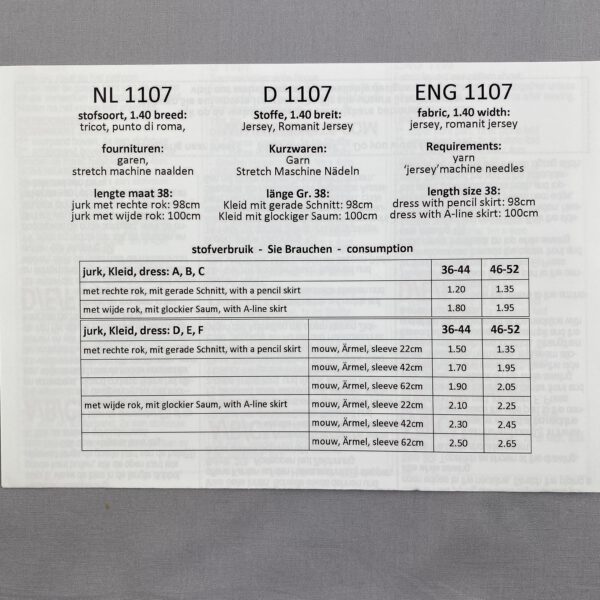 NL 1107
stofsoort, 1.40 breed:
tricot, punto di roma,
fournituren:
garen,
stretch machine naalden
lengte maat 38:
jurk met rechte rok: 98cm
jurk met wijde rok: 100cm
D 1107
Stoffe, 1.40 breit:
Jersey, Romanit Jersey
Kurzwaren:
Garn
Stretch Maschine Nädeln
länge Gr. 38:
Kleid mit gerade Schnitt: 98cm
Kleid mit glockiger Saum: 100cm
ENG 1107
fabric, 1.40 width:
jersey, romanit jersey
Requirements:
yarn
‘jersey’machine needles
length size 38:
dress with pencil skirt: 98cm
dress with A-line skirt: 100cm
stofverbruik - Sie Brauchen - consumption
jurk, Kleid, dress: A, B, C 36-44 46-52
met rechte rok, mit gerade Schnitt, with a pencil skirt 1.20 1.35
met wijde rok, mit glockier Saum, with A-line skirt 1.80 1.95
jurk, Kleid, dress: D, E, F 36-44 46-52
met rechte rok, mit gerade Schnitt, with a pencil skirt mouw, Ärmel, sleeve 22cm 1.50 1.35
mouw, Ärmel, sleeve 42cm 1.70 1.95
mouw, Ärmel, sleeve 62cm 1.90 2.05
met wijde rok, mit glockier Saum, with A-line skirt mouw, Ärmel, sleeve 22cm 2.10 2.25
mouw, Ärmel, sleeve 42cm 2.30 2.45
mouw, Ärmel, sleeve 62cm 2.50 2.65